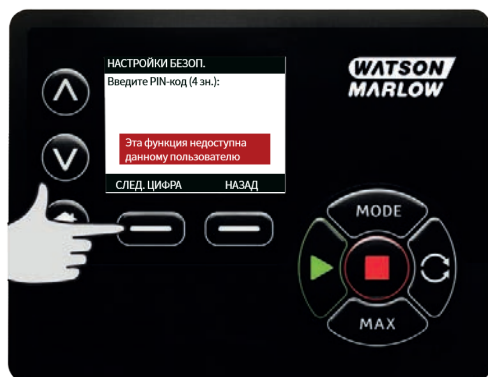 НАСТРОЙКИ БЕЗОП.
Введите PIN-код (4 зн.):
Эта функция недоступна
данному пользователю
СЛЕД. ЦИФРА НАЗАД
WATSON
MARLOW
MODE
MAX